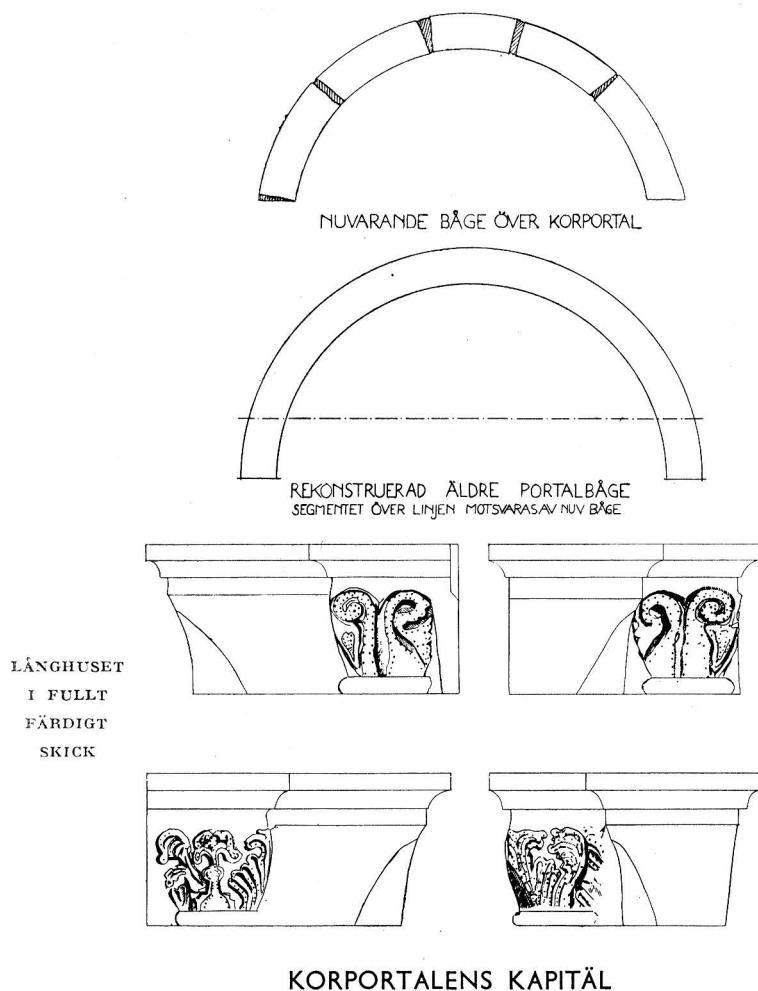 NUVARANDE BÅGE ÖVER KORPORTAL
REKONSTRUERAD ÄLDRE PORTALBÅGE
SEGMENTET ÖVER LINJEN MOTSVARAS AV NUV BÅGE
LÅNGHUSET
I FULLT
FÄRDIGT
SKICK
KORPORTALENS KAPITÄL